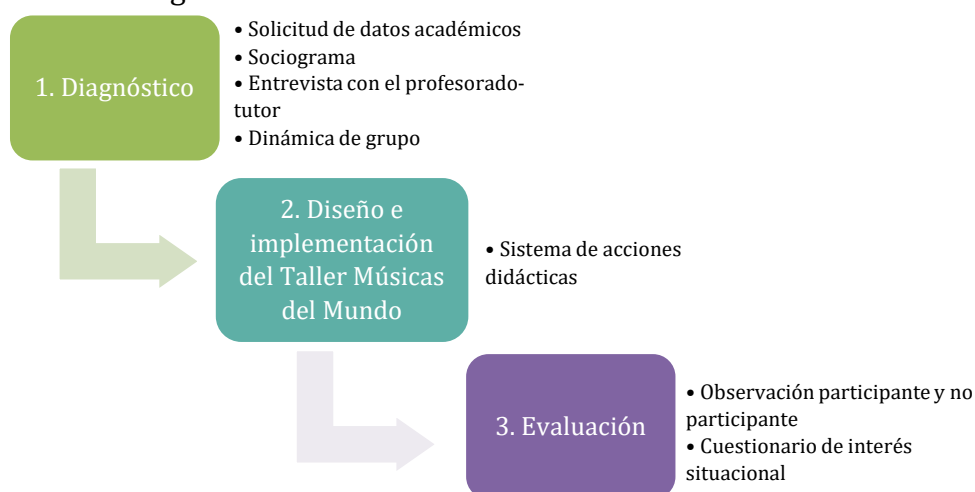 1. Diagnóstico
• Solicitud de datos académicos
• Sociograma
• Entrevista con el profesorado-
tutor
• Dinámica de grupo
2. Diseño e
implementación
del Taller Músicas
del Mundo
• Sistema de acciones
didácticas
3. Evaluación
• Observación participante y no
participante
• Cuestionario de interés
situacional